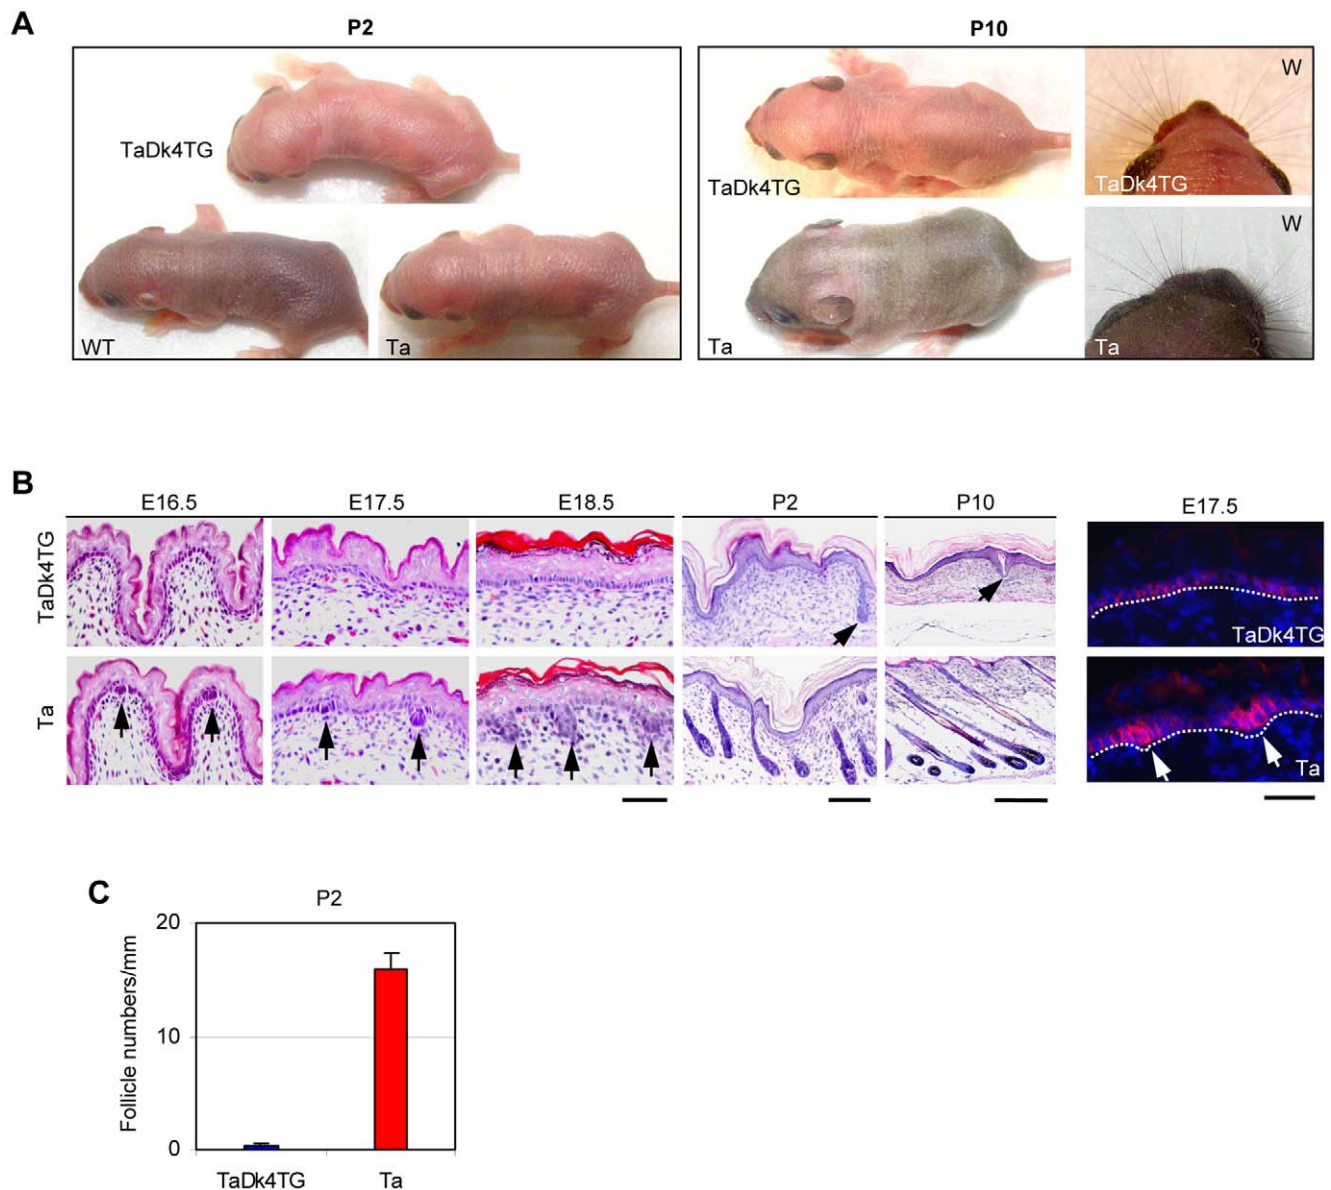 A
P2
P10
TaDk4TG
WT
Ta
TaDk4TG
W
TaDk4TG
Ta
W
Ta
B
E16.5
E17.5
E18.5
P2
P10
E17.5
TaDk4TG
TaDk4TG
Ta
Ta
C
P2
20
10
0
Follicle numbers/mm
TaDk4TG
Ta